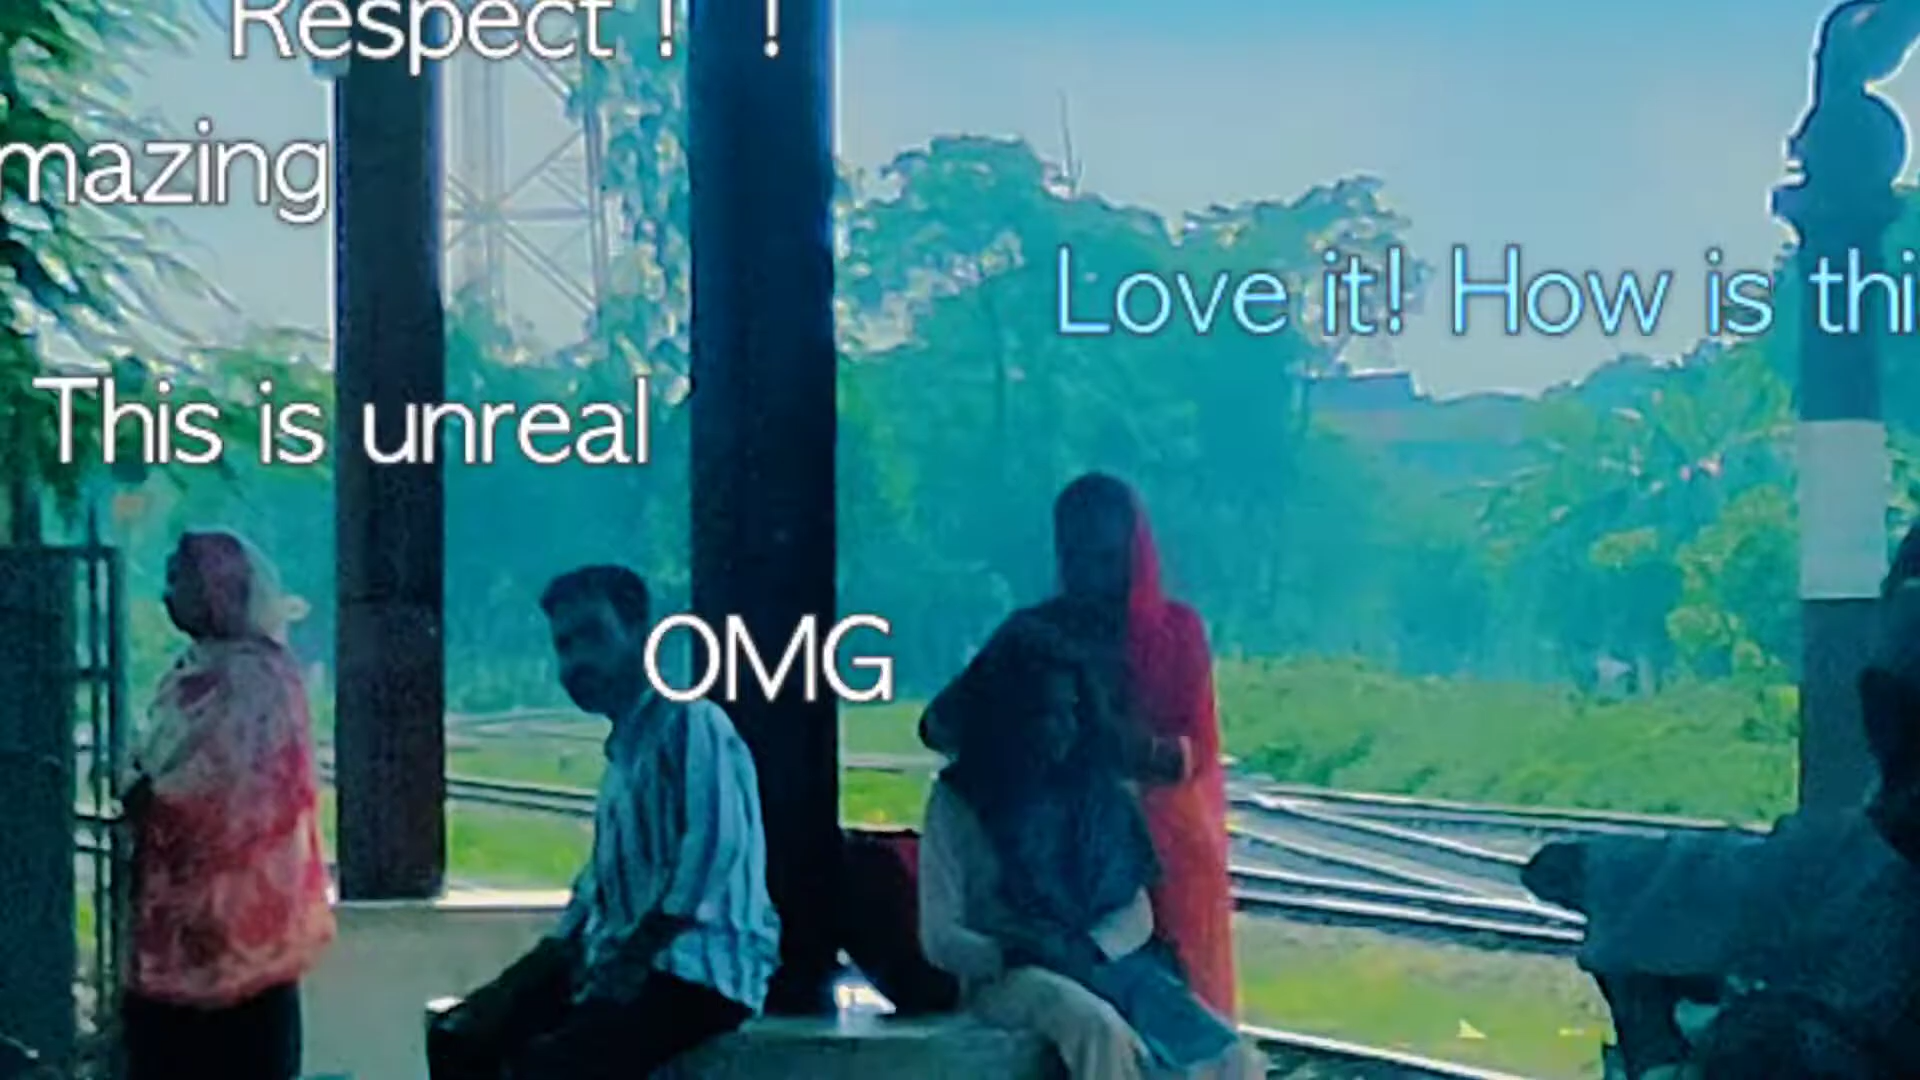 Respect！！
mazing
Love it! How is thi
This is unreal
OMG